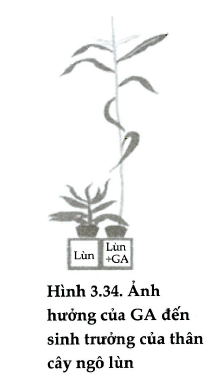 Lùn
Lùn
+GA
Hình 3.34. Ảnh
hưởng của GA đến
sinh trưởng của thân
cây ngô lùn